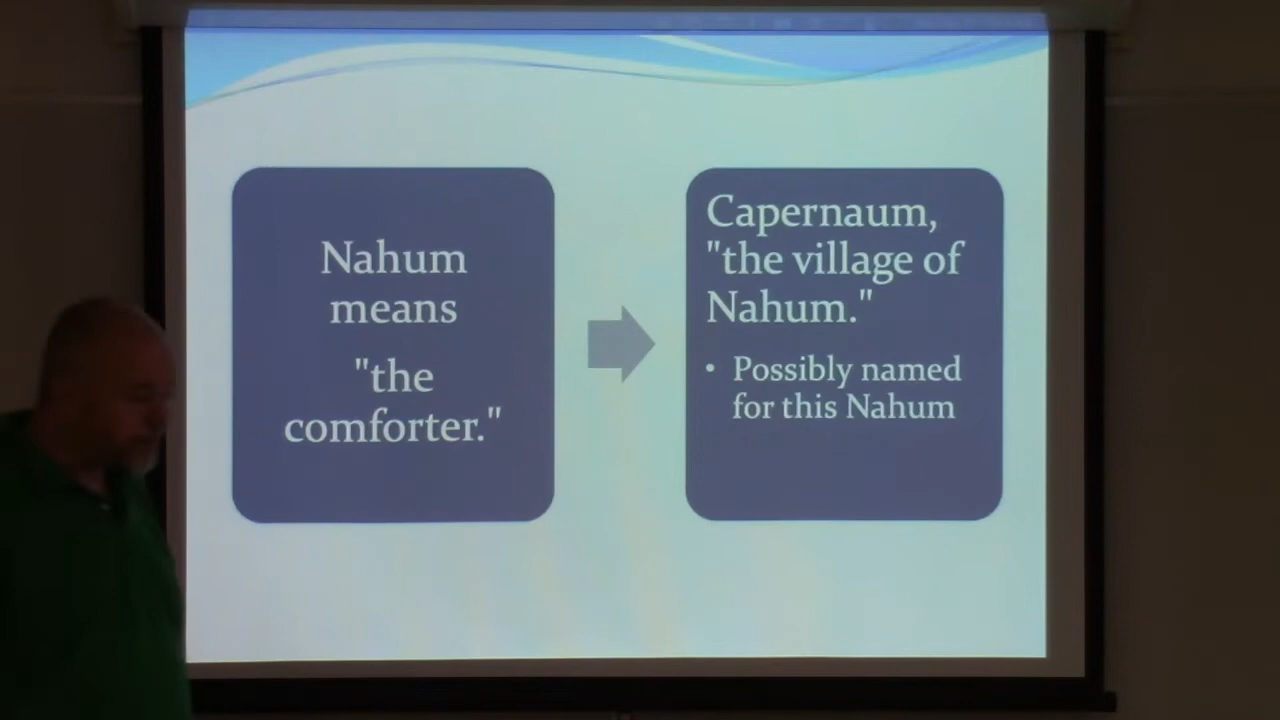 Nahum
means
"the
comforter."
Capernaum,
"the village of
Nahum."
• Possibly named
for this Nahum